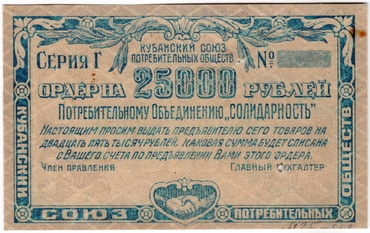 КУБАНСКИЙ СОЮЗ
ПОТРЕБИТЕЛЬНЫХ ОБЩЕСТВ.
СЕРИЯ Г
№
ОРДЕР НА 25000 РУБЛЕЙ
ПОТРЕБИТЕЛЬНОМУ ОБЪЕДИНЕНИЮ „СОЛИДАРНОСТЬ"
НАСТОЯЩИМ ПРОСИМ ВЫДАТЬ ПРЕДЪЯВИТЕЛЮ СЕГО ТОВАРОВ НА
ДВАДЦАТЬ ПЯТЬ ТЫСЯЧ РУБЛЕЙ, КАКОВАЯ СУММА БУДЕТ СПИСАНА
С ВАШЕГО СЧЕТА ПО ПРЕДЪЯВЛЕНИИ ВАМИ ЭТОГО ОРДЕРА.
ЧЛЕН ПРАВЛЕНИЯ
ГЛАВНЫЙ БУХГАЛТЕР
КУБАНСКИЙ
СОЮЗ
ПОТРЕБИТЕЛЬНЫХ
ОБЩЕСТВ